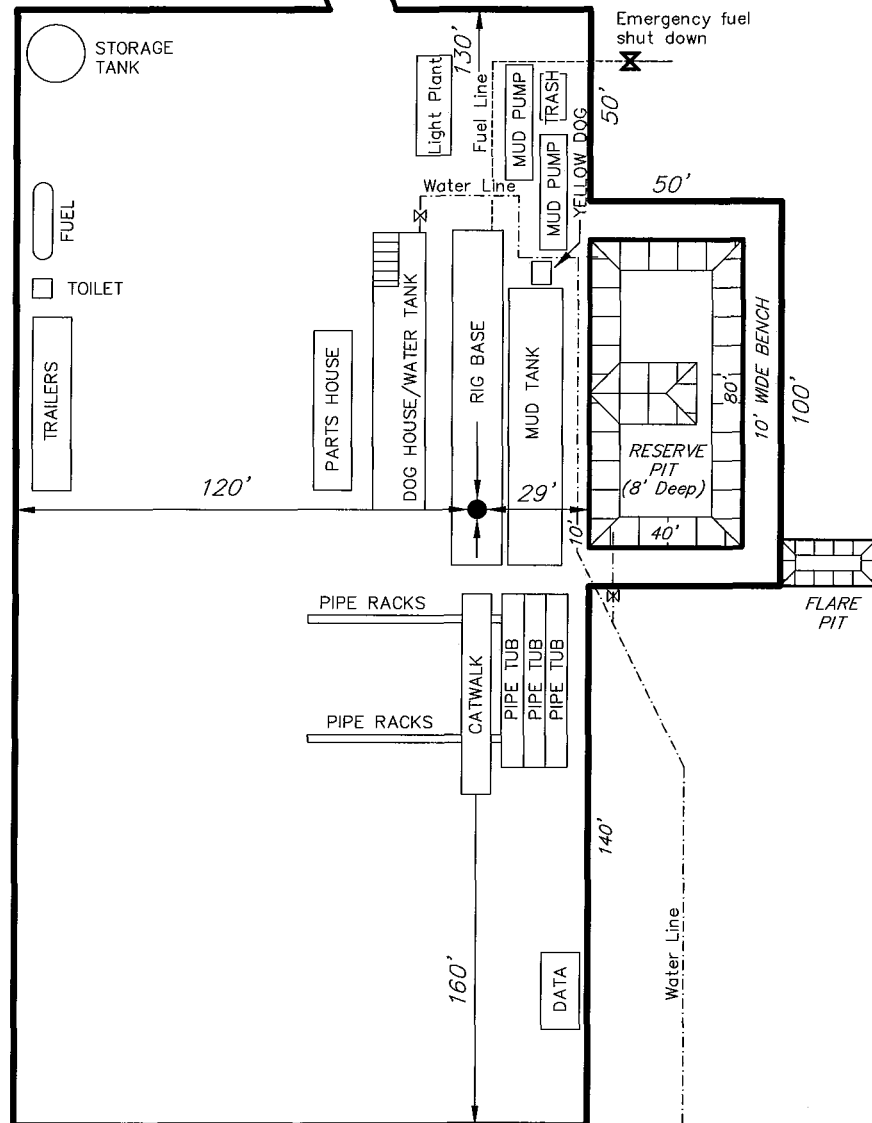 Emergency fuel
shut down
STORAGE
TANK
130'
Light Plant
Fuel Line
MUD PUMP
TRASH
50'
MUD PUMP
YELLOW DOG
Water Line
50'
FUEL
TOILET
TRAILERS
PARTS HOUSE
DOG HOUSE/WATER TANK
RIG BASE
MUD TANK
80'
10' WIDE BENCH
100'
RESERVE
PIT
(8' Deep)
120'
29'
10'
40'
FLARE
PIT
PIPE RACKS
CATWALK
PIPE TUB
PIPE TUB
PIPE TUB
PIPE RACKS
140'
Water Line
160'
DATA